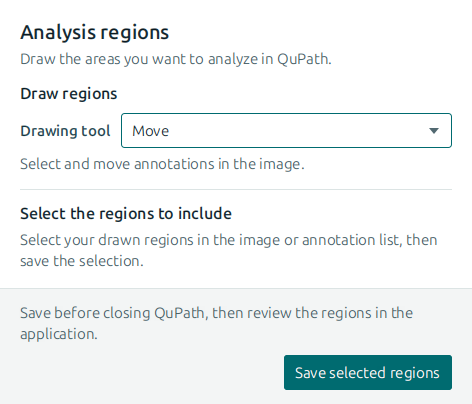 Analysis regions
Draw the areas you want to analyze in QuPath.
Draw regions
Drawing tool Move
Select and move annotations in the image.
Select the regions to include
Select your drawn regions in the image or annotation list, then
save the selection.
Save before closing QuPath, then review the regions in the
application.
Save selected regions